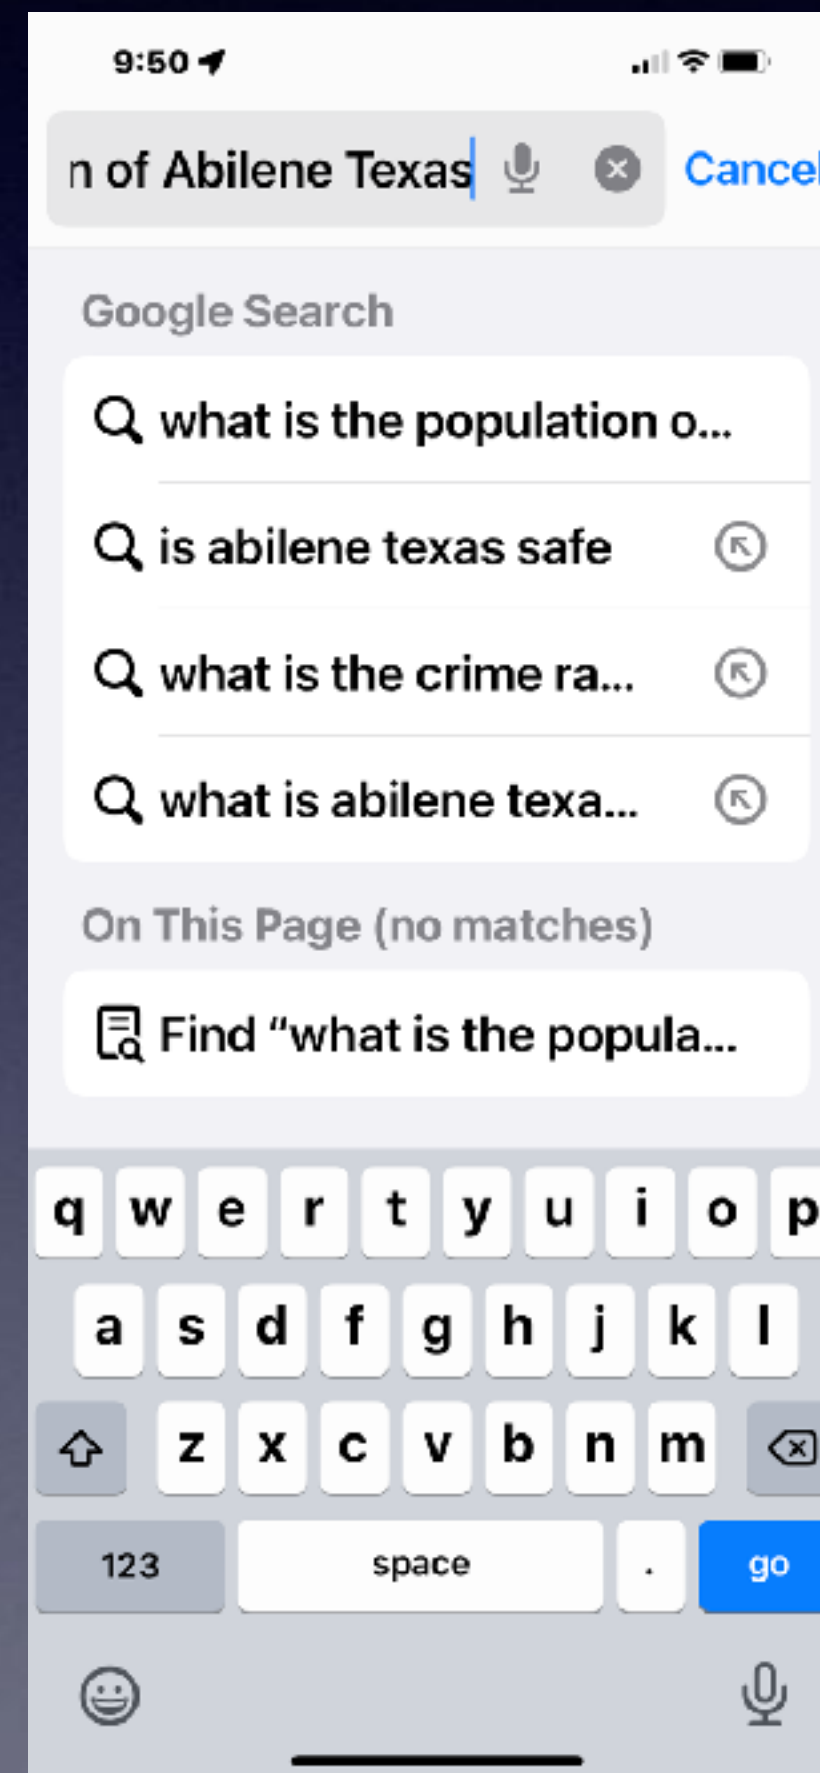 9:50
n of Abilene Texas
Cancel
Google Search
what is the population o...
is abilene texas safe
what is the crime ra...
what is abilene texa...
On This Page (no matches)
Find “what is the popula...
q w e r t y u i o p
a s d f g h j k l
z x c v b n m
123 space . go